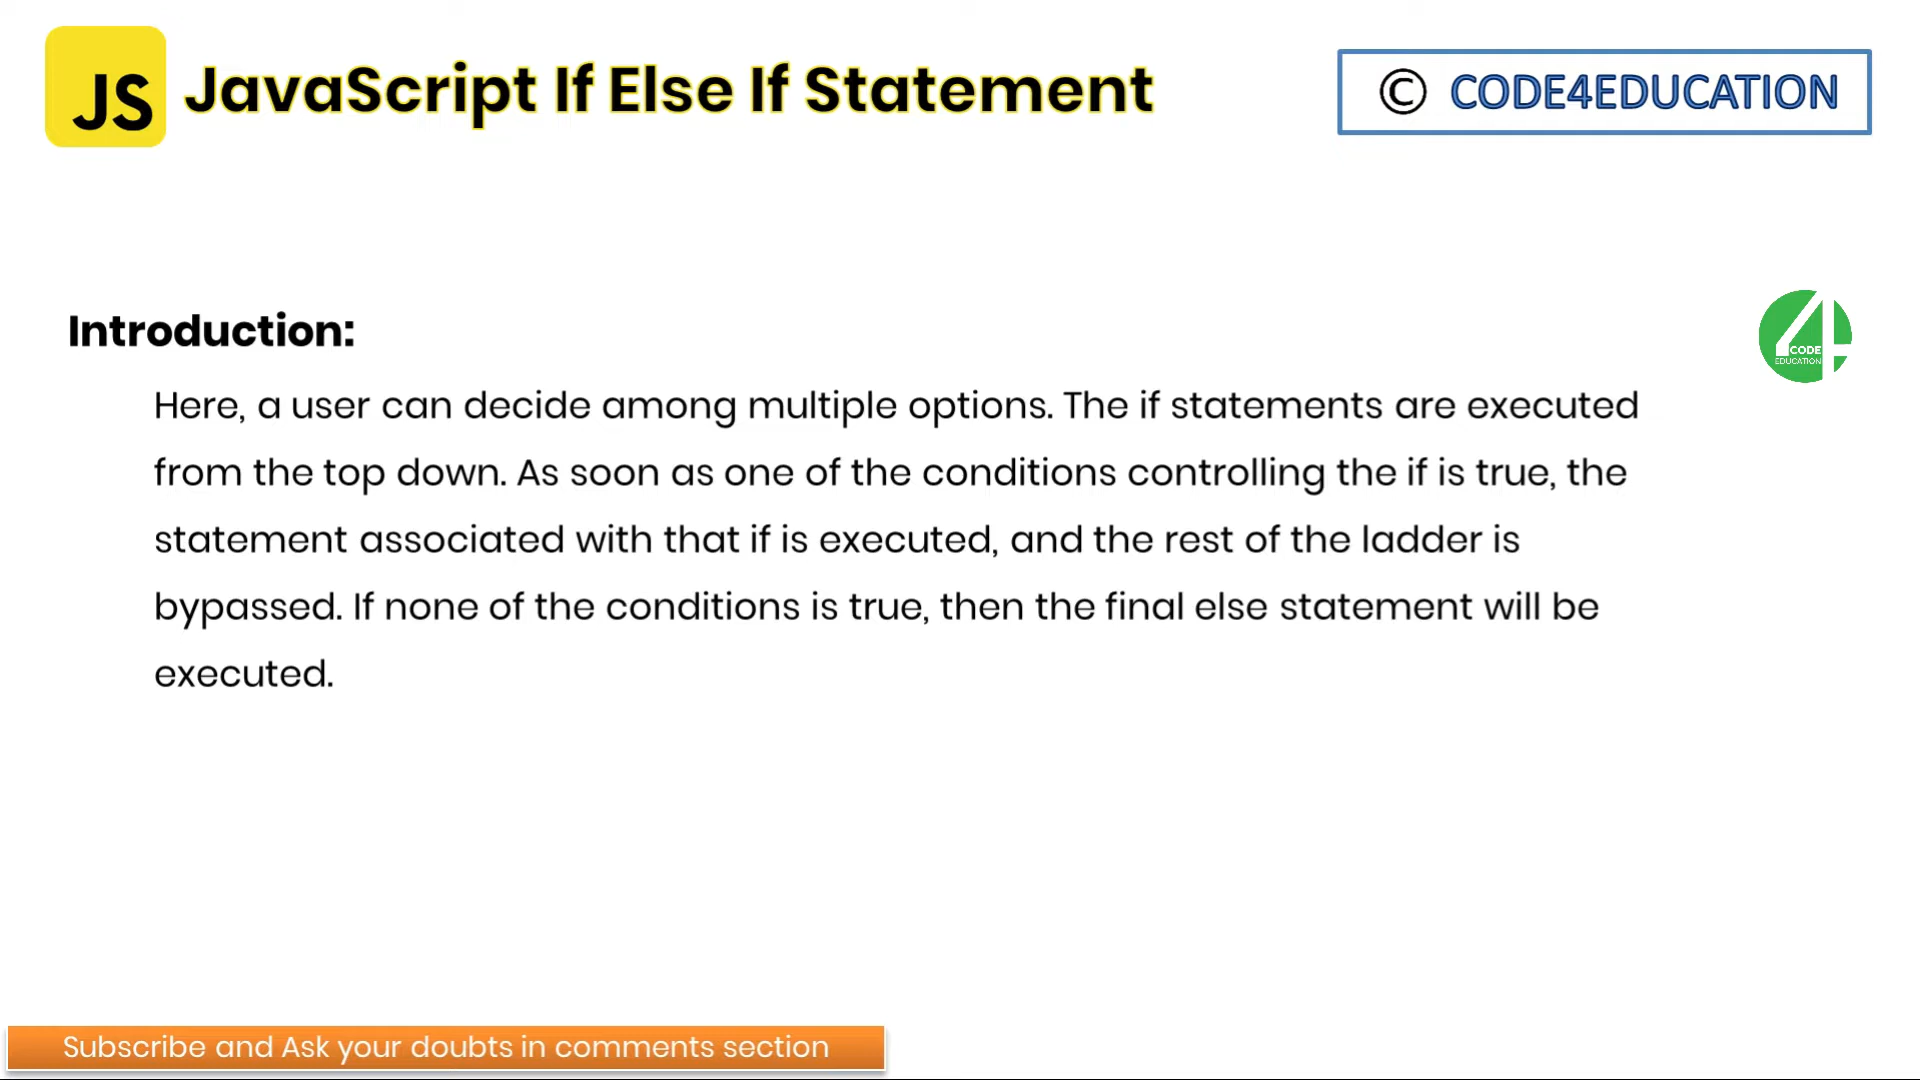 JS JavaScript If Else If Statement
© CODE4EDUCATION
Introduction:
CODE
EDUCATION
Here, a user can decide among multiple options. The if statements are executed
from the top down. As soon as one of the conditions controlling the if is true, the
statement associated with that if is executed, and the rest of the ladder is
bypassed. If none of the conditions is true, then the final else statement will be
executed.
Subscribe and Ask your doubts in comments section